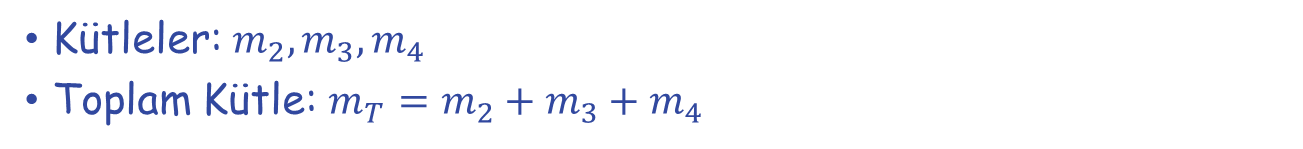 • Kütleler: m₂, m₃, m₄
• Toplam Kütle: m_T = m₂ + m₃ + m₄